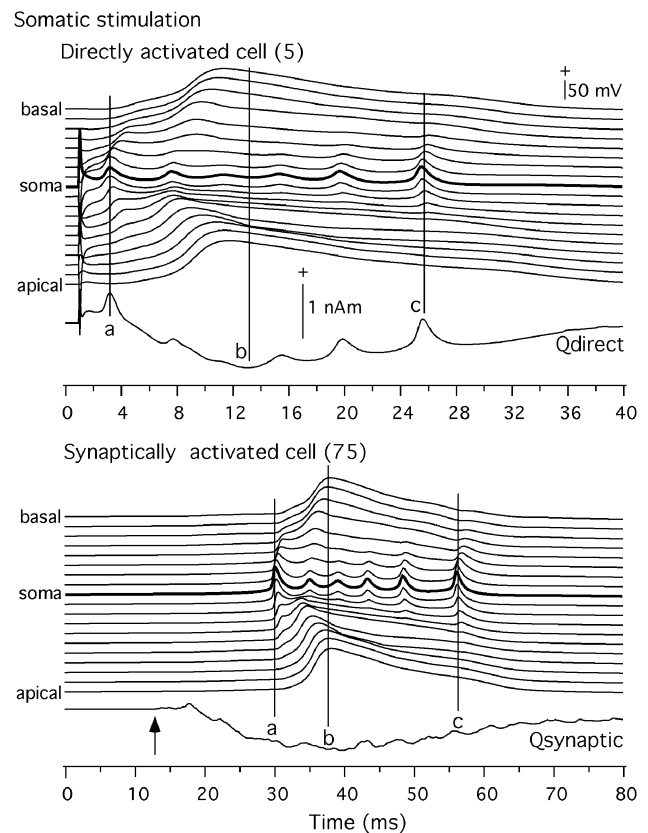 Somatic stimulation
Directly activated cell (5)
+
50 mV
basal
soma
apical
+
1 nAm
a
b
c
Qdirect
0 4 8 12 16 20 24 28 32 36 40
Synaptically activated cell (75)
basal
soma
apical
a
b
c
Qsynaptic
0 10 20 30 40 50 60 70 80
Time (ms)